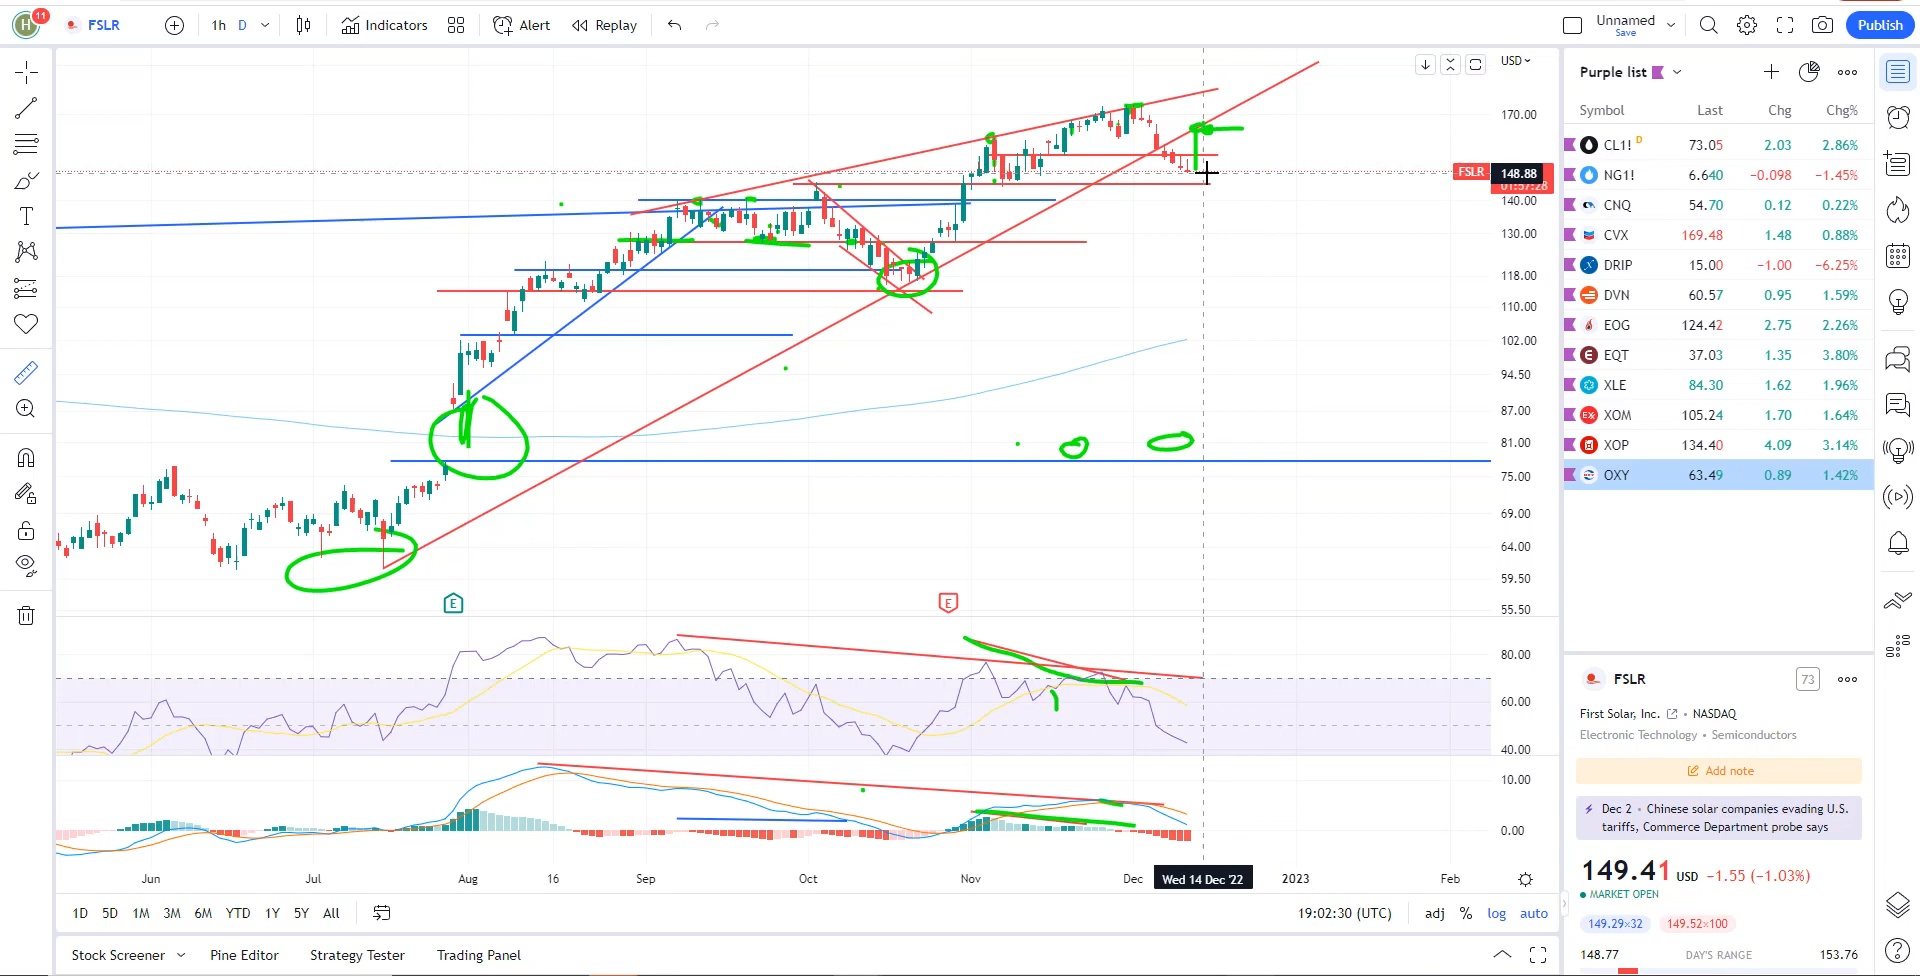 H 11 FSLR 1h D Indicators Alert Replay Unnamed Save Publish
USD
170.00
FSLR 148.88
01:57:28
140.00
130.00
118.00
110.00
102.00
94.50
87.00
81.00
75.00
69.00
64.00
59.50
55.50
E E
80.00
60.00
40.00
10.00
0.00
Jun Jul Aug 16 Sep Oct Nov Dec Wed 14 Dec '22 2023 Feb
1D 5D 1M 3M 6M YTD 1Y 5Y All 19:02:30 (UTC) adj % log auto
Stock Screener Pine Editor Strategy Tester Trading Panel
Purple list
Symbol Last Chg Chg%
CL1! D 73.05 2.03 2.86%
NG1! 6.640 −0.098 −1.45%
CNQ 54.70 0.12 0.22%
CVX 169.48 1.48 0.88%
DRIP 15.00 −1.00 −6.25%
DVN 60.57 0.95 1.59%
EOG 124.42 2.75 2.26%
EQT 37.03 1.35 3.80%
XLE 84.30 1.62 1.96%
XOM 105.24 1.70 1.64%
XOP 134.40 4.09 3.14%
OXY 63.49 0.89 1.42%
FSLR 73
First Solar, Inc. • NASDAQ
Electronic Technology • Semiconductors
Add note
Dec 2 • Chinese solar companies evading U.S.
tariffs, Commerce Department probe says
149.41 USD −1.55 (−1.03%)
MARKET OPEN
149.29×32 149.52×100
148.77 DAY'S RANGE 153.76